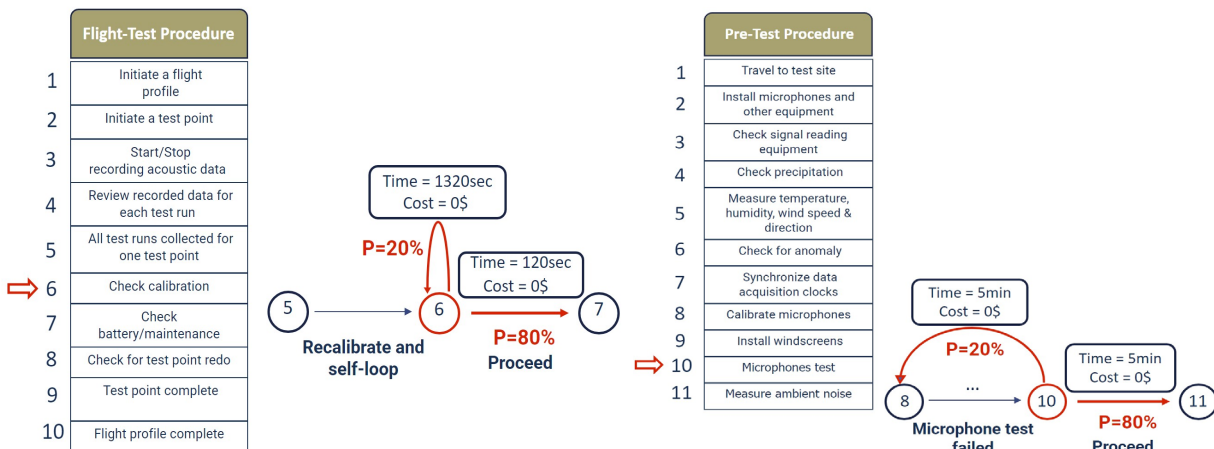 Flight-Test Procedure
1
Initiate a flight
profile
2
Initiate a test point
3
Start/Stop
recording acoustic data
4
Review recorded data for
each test run
5
All test runs collected for
one test point
6
Check calibration
7
Check
battery/maintenance
8
Check for test point redo
9
Test point complete
10
Flight profile complete
Time = 1320sec
Cost = 0$
P=20%
Time = 120sec
Cost = 0$
5
6
7
P=80%
Recalibrate and
self-loop
Proceed
Pre-Test Procedure
1
Travel to test site
2
Install microphones and
other equipment
3
Check signal reading
equipment
4
Check precipitation
5
Measure temperature,
humidity, wind speed &
direction
6
Check for anomaly
7
Synchronize data
acquisition clocks
8
Calibrate microphones
9
Install windscreens
10
Microphones test
11
Measure ambient noise
Time = 5min
Cost = 0$
P=20%
Time = 5min
Cost = 0$
...
8
10
11
P=80%
Microphone test
failed
Proceed